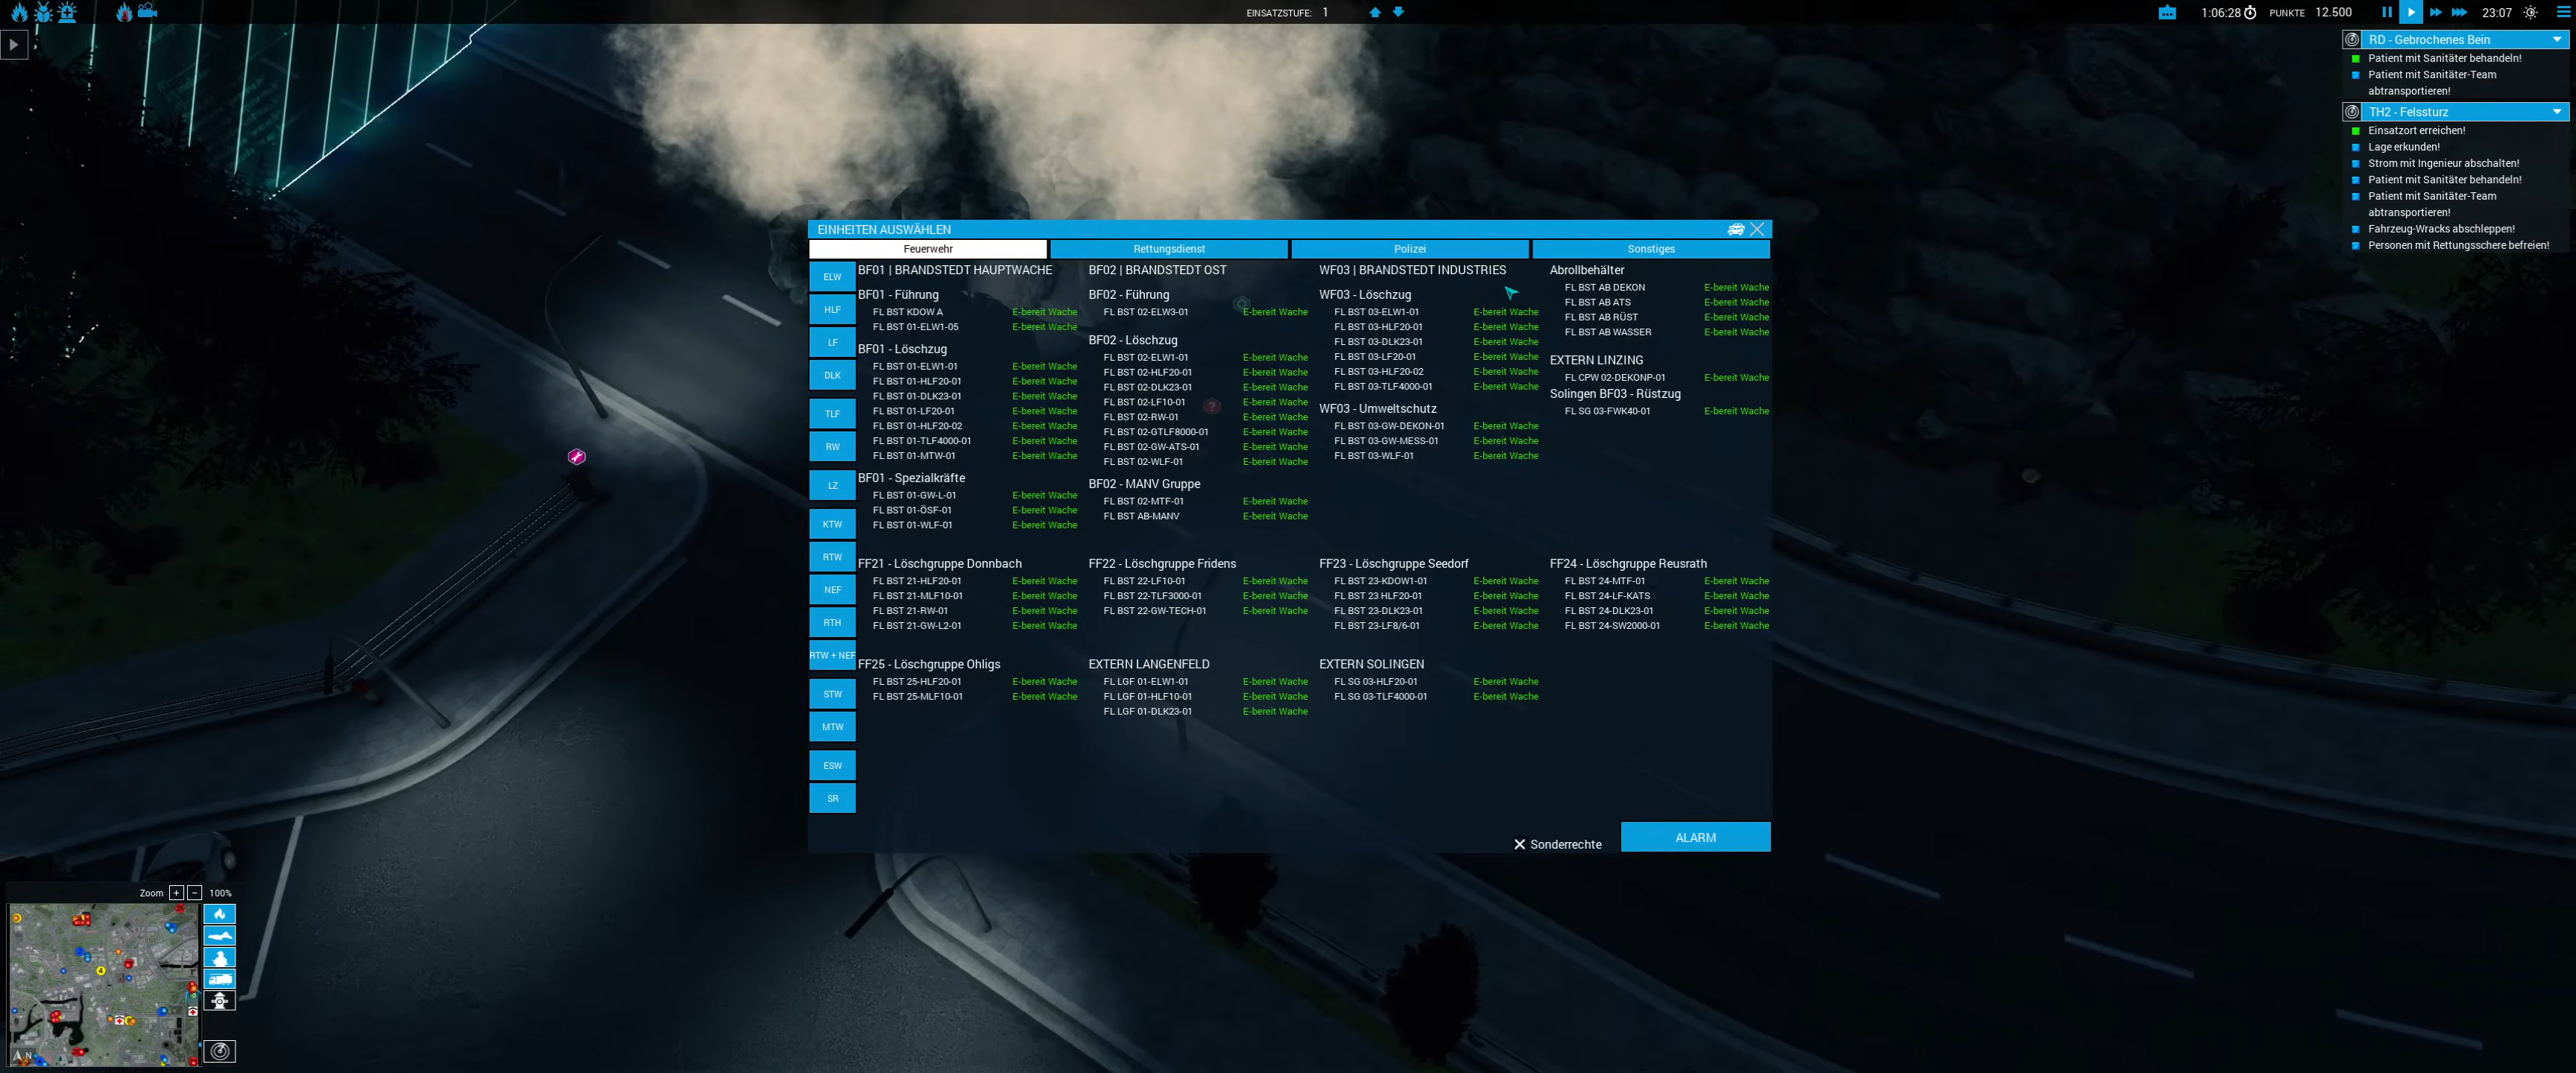 EINSATZSTUFE: 1
1:06:28
PUNKTE 12.500
23:07
RD - Gebrochenes Bein
Patient mit Sanitäter behandeln!
Patient mit Sanitäter-Team
abtransportieren!
TH2 - Felssturz
Einsatzort erreichen!
Lage erkunden!
Strom mit Ingenieur abschalten!
Patient mit Sanitäter behandeln!
Patient mit Sanitäter-Team
abtransportieren!
Fahrzeug-Wracks abschleppen!
Personen mit Rettungsschere befreien!
EINHEITEN AUSWÄHLEN
Feuerwehr
Rettungsdienst
Polizei
Sonstiges
ELW
HLF
LF
DLK
TLF
RW
LZ
KTW
RTW
NEF
RTH
RTW + NEF
STW
MTW
ESW
SR
BF01 | BRANDSTEDT HAUPTWACHE
BF01 - Führung
FL BST KDOW A E-bereit Wache
FL BST 01-ELW1-05 E-bereit Wache
BF01 - Löschzug
FL BST 01-ELW1-01 E-bereit Wache
FL BST 01-HLF20-01 E-bereit Wache
FL BST 01-DLK23-01 E-bereit Wache
FL BST 01-LF20-01 E-bereit Wache
FL BST 01-HLF20-02 E-bereit Wache
FL BST 01-TLF4000-01 E-bereit Wache
FL BST 01-MTW-01 E-bereit Wache
BF01 - Spezialkräfte
FL BST 01-GW-L-01 E-bereit Wache
FL BST 01-ÖSF-01 E-bereit Wache
FL BST 01-WLF-01 E-bereit Wache
BF02 | BRANDSTEDT OST
BF02 - Führung
FL BST 02-ELW3-01 E-bereit Wache
BF02 - Löschzug
FL BST 02-ELW1-01 E-bereit Wache
FL BST 02-HLF20-01 E-bereit Wache
FL BST 02-DLK23-01 E-bereit Wache
FL BST 02-LF10-01 E-bereit Wache
FL BST 02-RW-01 E-bereit Wache
FL BST 02-GTLF8000-01 E-bereit Wache
FL BST 02-GW-ATS-01 E-bereit Wache
FL BST 02-WLF-01 E-bereit Wache
BF02 - MANV Gruppe
FL BST 02-MTF-01 E-bereit Wache
FL BST AB-MANV E-bereit Wache
WF03 | BRANDSTEDT INDUSTRIES
WF03 - Löschzug
FL BST 03-ELW1-01 E-bereit Wache
FL BST 03-HLF20-01 E-bereit Wache
FL BST 03-DLK23-01 E-bereit Wache
FL BST 03-LF20-01 E-bereit Wache
FL BST 03-HLF20-02 E-bereit Wache
FL BST 03-TLF4000-01 E-bereit Wache
WF03 - Umweltschutz
FL BST 03-GW-DEKON-01 E-bereit Wache
FL BST 03-GW-MESS-01 E-bereit Wache
FL BST 03-WLF-01 E-bereit Wache
Abrollbehälter
FL BST AB DEKON E-bereit Wache
FL BST AB ATS E-bereit Wache
FL BST AB RÜST E-bereit Wache
FL BST AB WASSER E-bereit Wache
EXTERN LINZING
FL CPW 02-DEKONP-01 E-bereit Wache
Solingen BF03 - Rüstzug
FL SG 03-FWK40-01 E-bereit Wache
FF21 - Löschgruppe Donnbach
FL BST 21-HLF20-01 E-bereit Wache
FL BST 21-MLF10-01 E-bereit Wache
FL BST 21-RW-01 E-bereit Wache
FL BST 21-GW-L2-01 E-bereit Wache
FF22 - Löschgruppe Fridens
FL BST 22-LF10-01 E-bereit Wache
FL BST 22-TLF3000-01 E-bereit Wache
FL BST 22-GW-TECH-01 E-bereit Wache
FF23 - Löschgruppe Seedorf
FL BST 23-KDOW1-01 E-bereit Wache
FL BST 23 HLF20-01 E-bereit Wache
FL BST 23-DLK23-01 E-bereit Wache
FL BST 23-LF8/6-01 E-bereit Wache
FF24 - Löschgruppe Reusrath
FL BST 24-MTF-01 E-bereit Wache
FL BST 24-LF-KATS E-bereit Wache
FL BST 24-DLK23-01 E-bereit Wache
FL BST 24-SW2000-01 E-bereit Wache
FF25 - Löschgruppe Ohligs
FL BST 25-HLF20-01 E-bereit Wache
FL BST 25-MLF10-01 E-bereit Wache
EXTERN LANGENFELD
FL LGF 01-ELW1-01 E-bereit Wache
FL LGF 01-HLF10-01 E-bereit Wache
FL LGF 01-DLK23-01 E-bereit Wache
EXTERN SOLINGEN
FL SG 03-HLF20-01 E-bereit Wache
FL SG 03-TLF4000-01 E-bereit Wache
Sonderrechte
ALARM
Zoom + - 100%
N